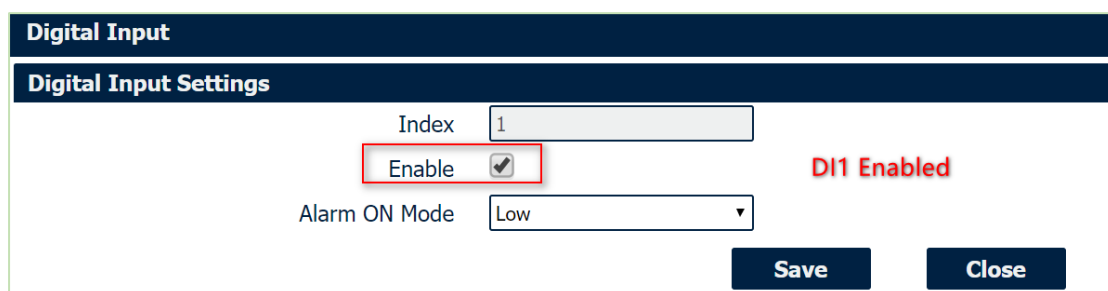 Digital Input
Digital Input Settings
Index 1
Enable DI1 Enabled
Alarm ON Mode Low
Save Close